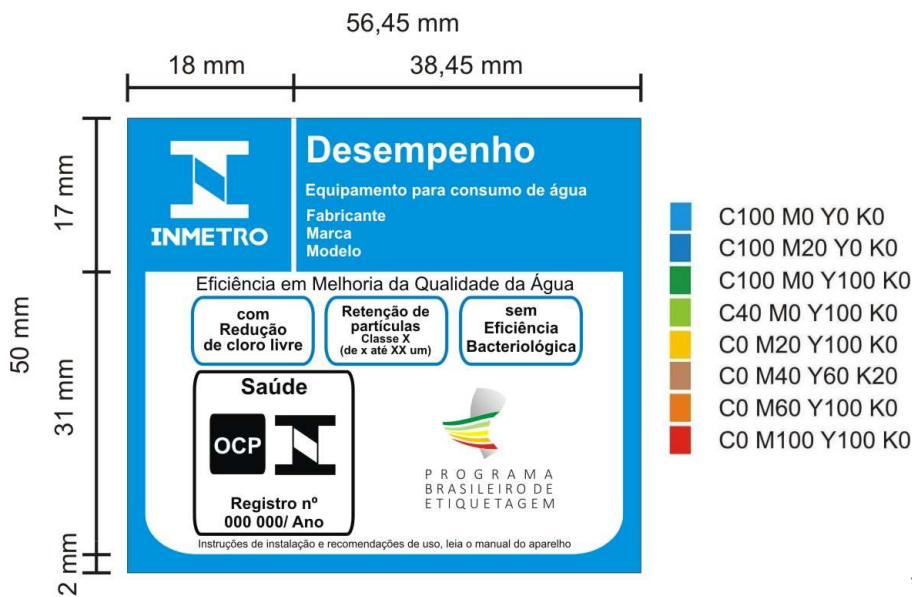 56,45 mm
18 mm
38,45 mm
17 mm
50 mm
31 mm
2 mm
INMETRO
Desempenho
Equipamento para consumo de água
Fabricante
Marca
Modelo
Eficiência em Melhoria da Qualidade da Água
com
Redução
de cloro livre
Retenção de
partículas
Classe X
(de x até XX um)
sem
Eficiência
Bacteriológica
Saúde
OCP
Registro nº
000 000/ Ano
PROGRAMA
BRASILEIRO DE
ETIQUETAGEM
Instruções de instalação e recomendações de uso, leia o manual do aparelho
C100 M0 Y0 K0
C100 M20 Y0 K0
C100 M0 Y100 K0
C40 M0 Y100 K0
C0 M20 Y100 K0
C0 M40 Y60 K20
C0 M60 Y100 K0
C0 M100 Y100 K0